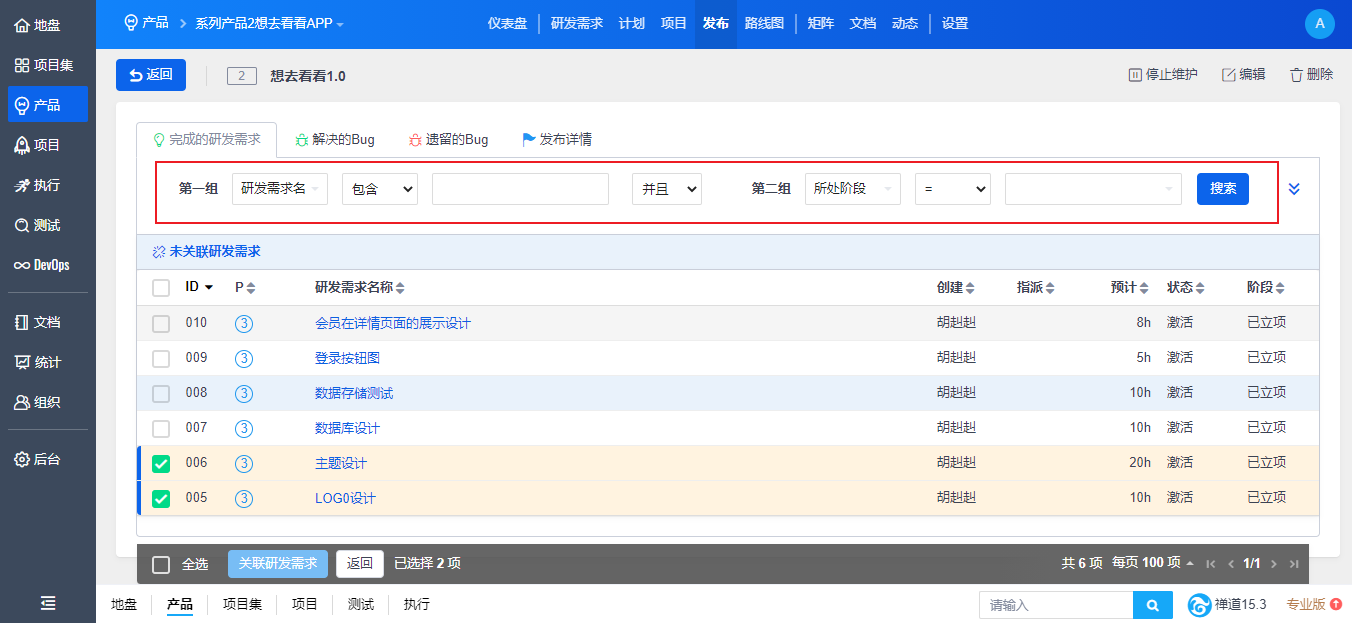 地盘
项目集
产品
项目
执行
测试
DevOps
文档
统计
组织
后台
产品 系列产品2想去看看APP
仪表盘 研发需求 计划 项目 发布 路线图 矩阵 文档 动态 设置
A
返回 2 想去看看1.0
停止维护 编辑 删除
完成的研发需求 解决的Bug 遗留的Bug 发布详情
第一组 研发需求名 包含 并且 第二组 所处阶段 = 搜索
未关联研发需求
ID P 研发需求名称 创建 指派 预计 状态 阶段
010 3 会员在详情页面的展示设计 胡赳赳 8h 激活 已立项
009 3 登录按钮图 胡赳赳 5h 激活 已立项
008 3 数据存储测试 胡赳赳 10h 激活 已立项
007 3 数据库设计 胡赳赳 10h 激活 已立项
006 3 主题设计 胡赳赳 20h 激活 已立项
005 3 LOG0设计 胡赳赳 10h 激活 已立项
全选 关联研发需求 返回 已选择 2 项 共 6 项 每页 100 项 1/1
地盘 产品 项目集 项目 测试 执行 请输入 禅道15.3 专业版